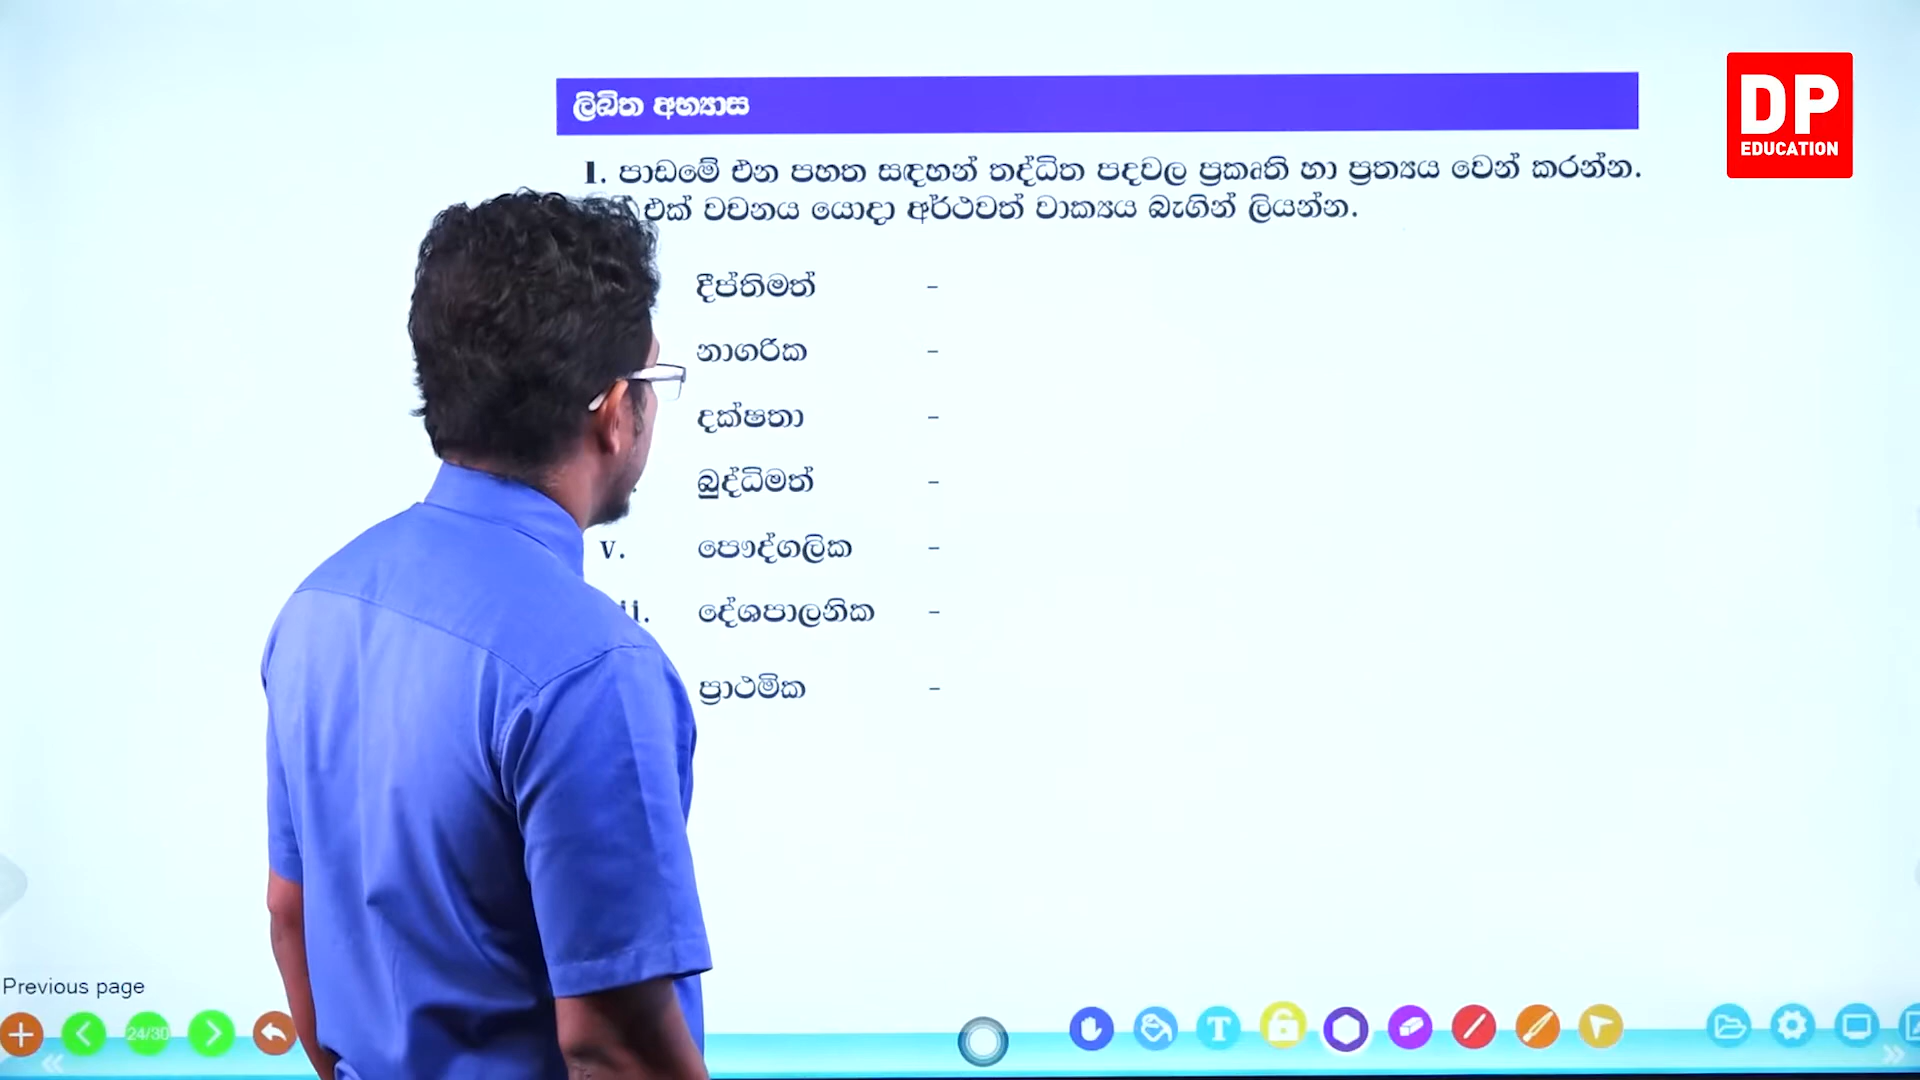 ලිඛිත අභ්‍යාස
DP
EDUCATION
1. පාඩමේ එන පහත සඳහන් තද්ධිත පදවල ප්‍රකෘති හා ප්‍රත්‍යය වෙන් කරන්න.
එක් වචනය යොදා අර්ථවත් වාක්‍යය බැගින් ලියන්න.
දීප්තිමත් -
නාගරික -
දක්ෂතා -
බුද්ධිමත් -
v. පෞද්ගලික -
දේශපාලනික -
ප්‍රාථමික -
Previous page
24/30
T